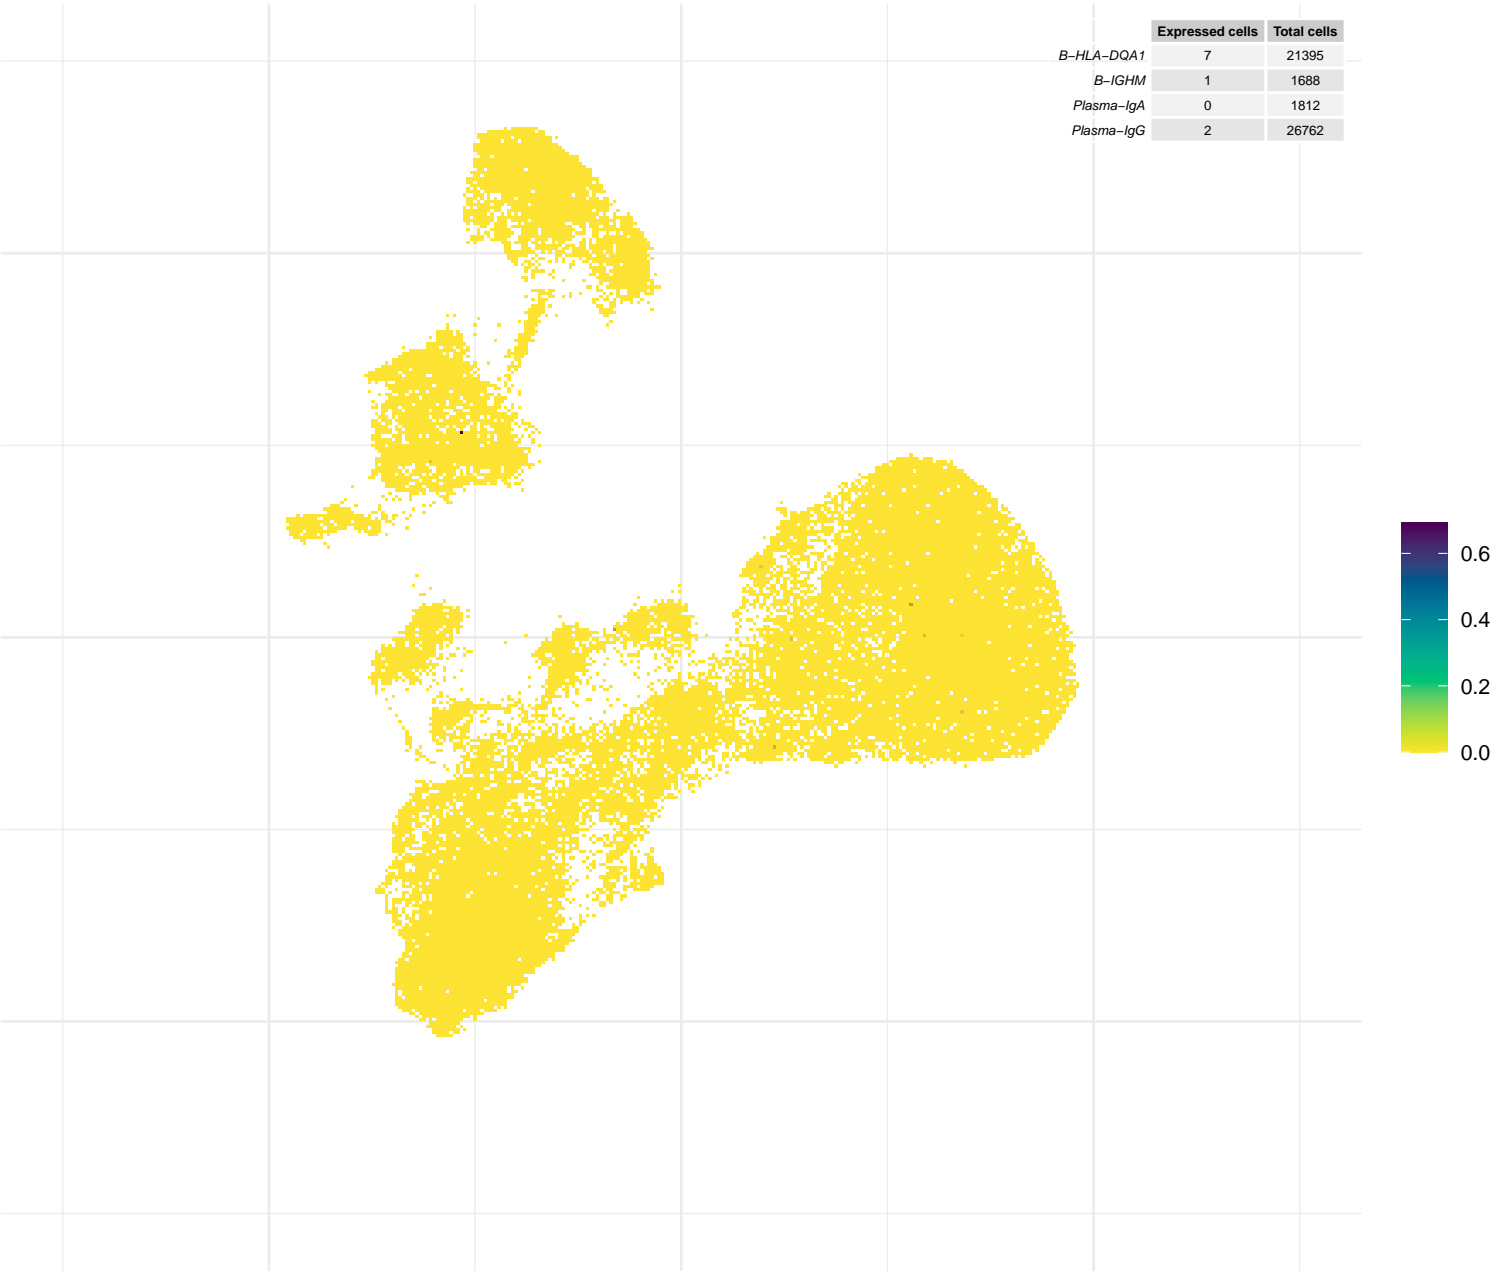 Expressed cells Total cells
B−HLA−DQA1 7 21395
B−IGHM 1 1688
Plasma−IgA 0 1812
Plasma−IgG 2 26762
0.6
0.4
0.2
0.0